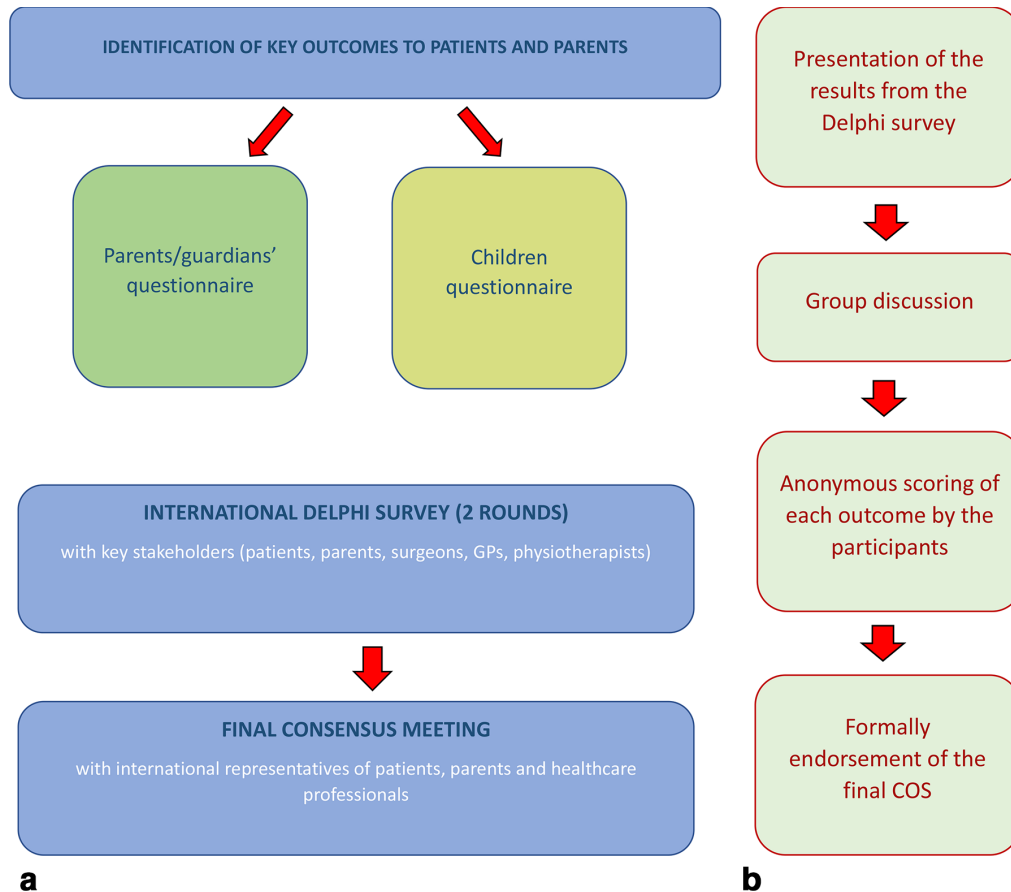 IDENTIFICATION OF KEY OUTCOMES TO PATIENTS AND PARENTS
Parents/guardians’
questionnaire
Children
questionnaire
INTERNATIONAL DELPHI SURVEY (2 ROUNDS)
with key stakeholders (patients, parents, surgeons, GPs, physiotherapists)
FINAL CONSENSUS MEETING
with international representatives of patients, parents and healthcare
professionals
a
Presentation of the
results from the
Delphi survey
Group discussion
Anonymous scoring of
each outcome by the
participants
Formally
endorsement of the
final COS
b